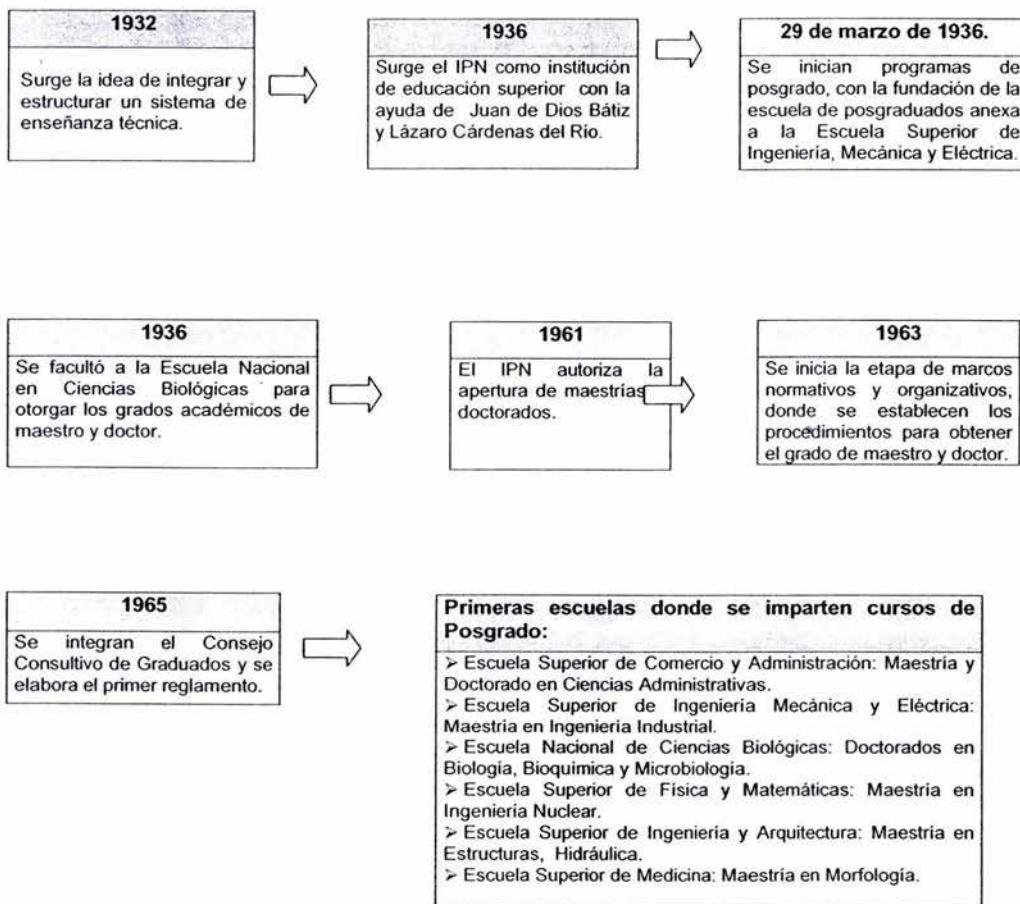 1932
Surge la idea de integrar y
estructurar un sistema de
enseñanza técnica.
1936
Surge el IPN como institución
de educación superior con la
ayuda de Juan de Dios Bátiz
y Lázaro Cárdenas del Río.
29 de marzo de 1936.
Se inician programas de
posgrado, con la fundación de la
escuela de posgraduados anexa
a la Escuela Superior de
Ingeniería, Mecánica y Eléctrica.
1936
Se facultó a la Escuela Nacional
en Ciencias Biológicas para
otorgar los grados académicos de
maestro y doctor.
1961
El IPN autoriza la
apertura de maestrías
doctorados.
1963
Se inicia la etapa de marcos
normativos y organizativos,
donde se establecen los
procedimientos para obtener
el grado de maestro y doctor.
1965
Se integran el Consejo
Consultivo de Graduados y se
elabora el primer reglamento.
Primeras escuelas donde se imparten cursos de
Posgrado:
➢ Escuela Superior de Comercio y Administración: Maestría y
Doctorado en Ciencias Administrativas.
➢ Escuela Superior de Ingeniería Mecánica y Eléctrica:
Maestría en Ingeniería Industrial.
➢ Escuela Nacional de Ciencias Biológicas: Doctorados en
Biología, Bioquímica y Microbiología.
➢ Escuela Superior de Física y Matemáticas: Maestría en
Ingeniería Nuclear.
➢ Escuela Superior de Ingeniería y Arquitectura: Maestría en
Estructuras, Hidráulica.
➢ Escuela Superior de Medicina: Maestría en Morfología.